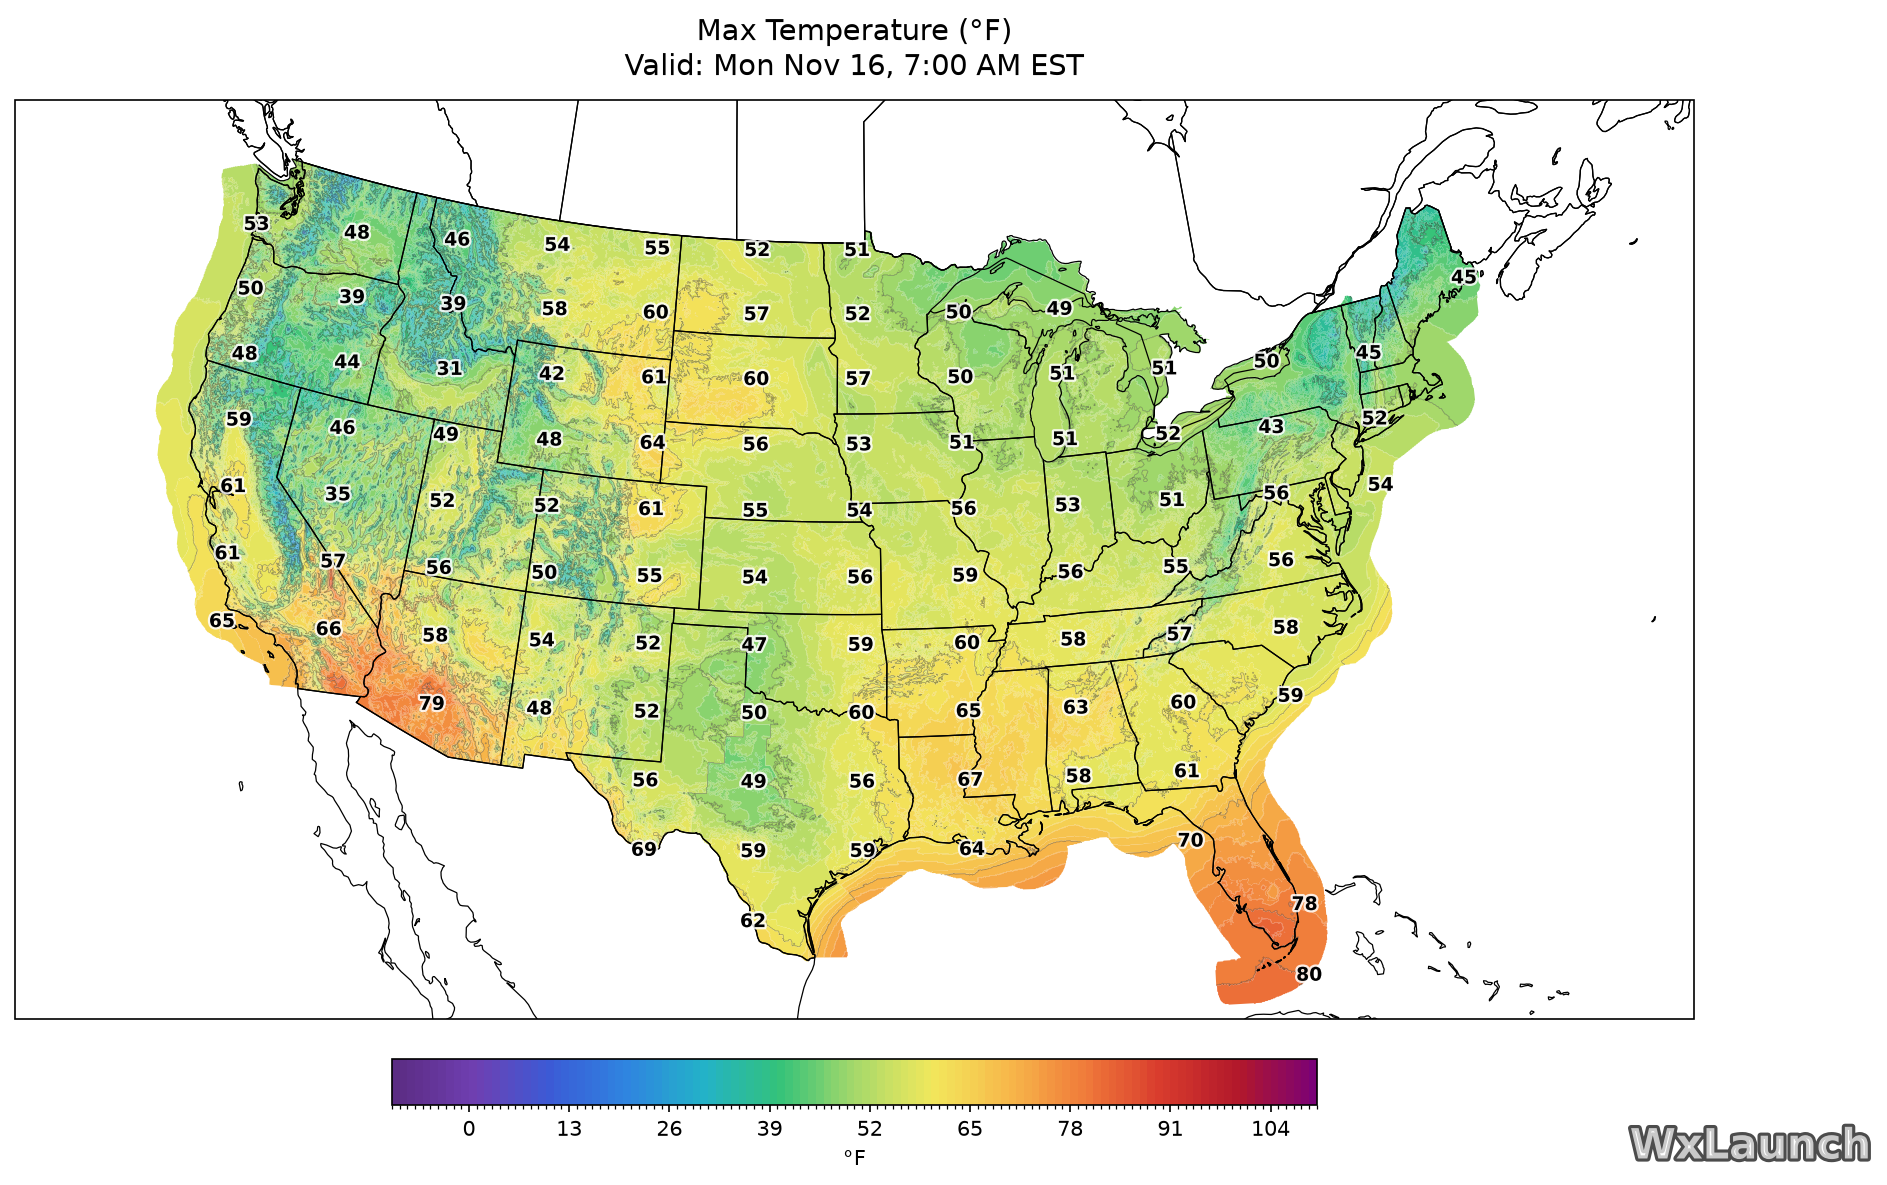 Max Temperature (°F)
Valid: Mon Nov 16, 7:00 AM EST
53 48 46 54 55 52 51
50 39 39 58 60 57 52 50 49 45
48 44 31 42 61 60 57 50 51 51 50 45
59 46 49 48 64 56 53 51 51 52 43 52
61 35 52 52 61 55 54 56 53 51 56 54
61 57 56 50 55 54 56 59 56 55 56
65 66 58 54 52 47 59 60 58 57 58
79 48 52 50 60 65 63 60 59
56 49 56 67 58 61
69 59 59 64 70
62 78
80
0 13 26 39 52 65 78 91 104
°F
WxLaunch